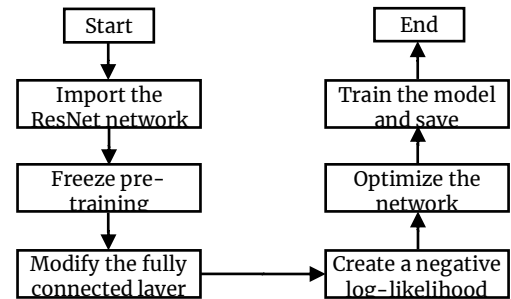 Start
Import the
ResNet network
Freeze pre-
training
Modify the fully
connected layer
Create a negative
log-likelihood
Optimize the
network
Train the model
and save
End